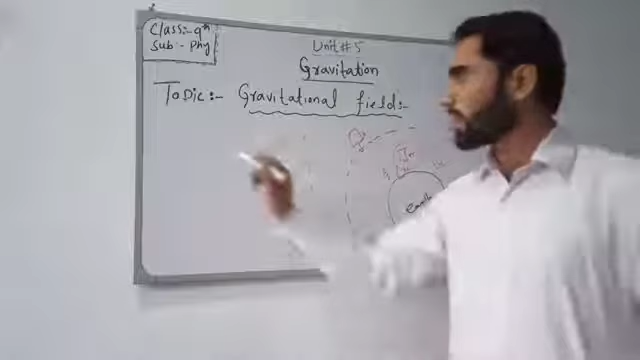 Class:- 9th
Sub:- Phy
Unit # 5
Gravitation
Topic:- Gravitational field:-
earth